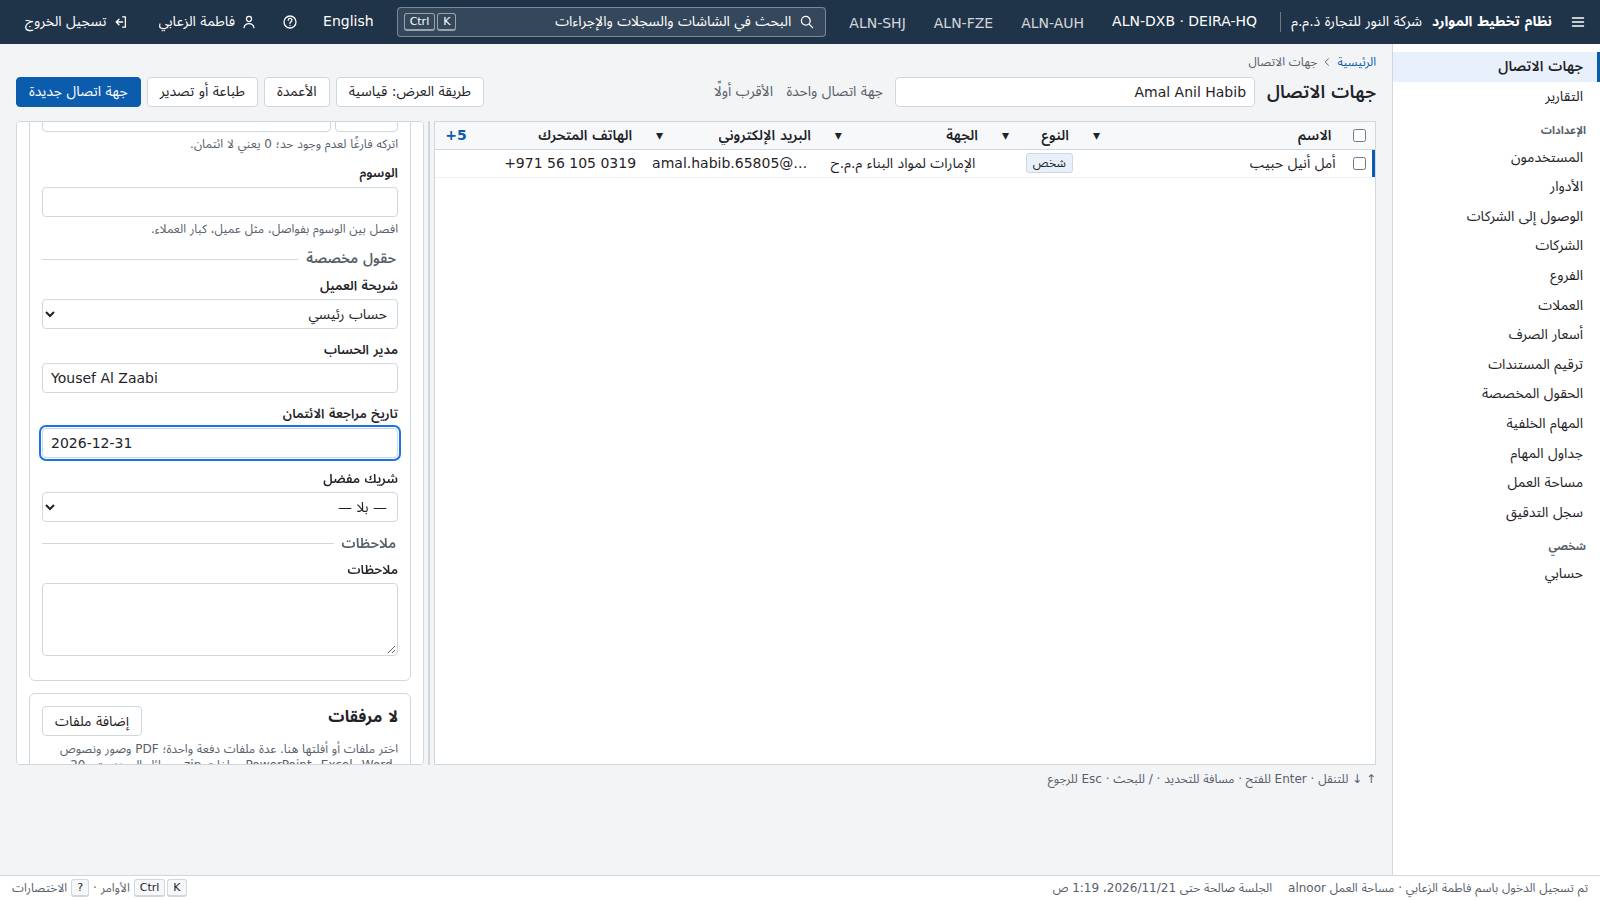 نظام تخطيط الموارد شركة النور للتجارة ذ.م.م ALN-DXB · DEIRA-HQ ALN-AUH ALN-FZE ALN-SHJ البحث في الشاشات والسجلات والإجراءات Ctrl K English فاطمة الزعابي تسجيل الخروج
جهات الاتصال
التقارير
الإعدادات
المستخدمون
الأدوار
الوصول إلى الشركات
الشركات
الفروع
العملات
أسعار الصرف
ترقيم المستندات
الحقول المخصصة
المهام الخلفية
جداول المهام
مساحة العمل
سجل التدقيق
شخصي
حسابي
الرئيسية › جهات الاتصال
جهات الاتصال Amal Anil Habib جهة اتصال واحدة الأقرب أولًا طريقة العرض: قياسية الأعمدة طباعة أو تصدير جهة اتصال جديدة
الاسم ▼ النوع ▼ الجهة ▼ البريد الإلكتروني ▼ الهاتف المتحرك +5
أمل أنيل حبيب شخص الإمارات لمواد البناء م.م.ح amal.habib.65805@… +971 56 105 0319
↑ ↓ للتنقل · Enter للفتح · مسافة للتحديد · / للبحث · Esc للرجوع
اتركه فارغًا لعدم وجود حد؛ 0 يعني لا ائتمان.
الوسوم
افصل بين الوسوم بفواصل، مثل عميل، كبار العملاء.
حقول مخصصة
شريحة العميل
حساب رئيسي
مدير الحساب
Yousef Al Zaabi
تاريخ مراجعة الائتمان
2026-12-31
شريك مفضل
— بلا —
ملاحظات
ملاحظات
لا مرفقات إضافة ملفات
اختر ملفات أو أفلتها هنا. عدة ملفات دفعة واحدة؛ PDF وصور ونصوص
تم تسجيل الدخول باسم فاطمة الزعابي · مساحة العمل alnoor الجلسة صالحة حتى 2026/11/21، 1:19 ص Ctrl K الأوامر · ? الاختصارات